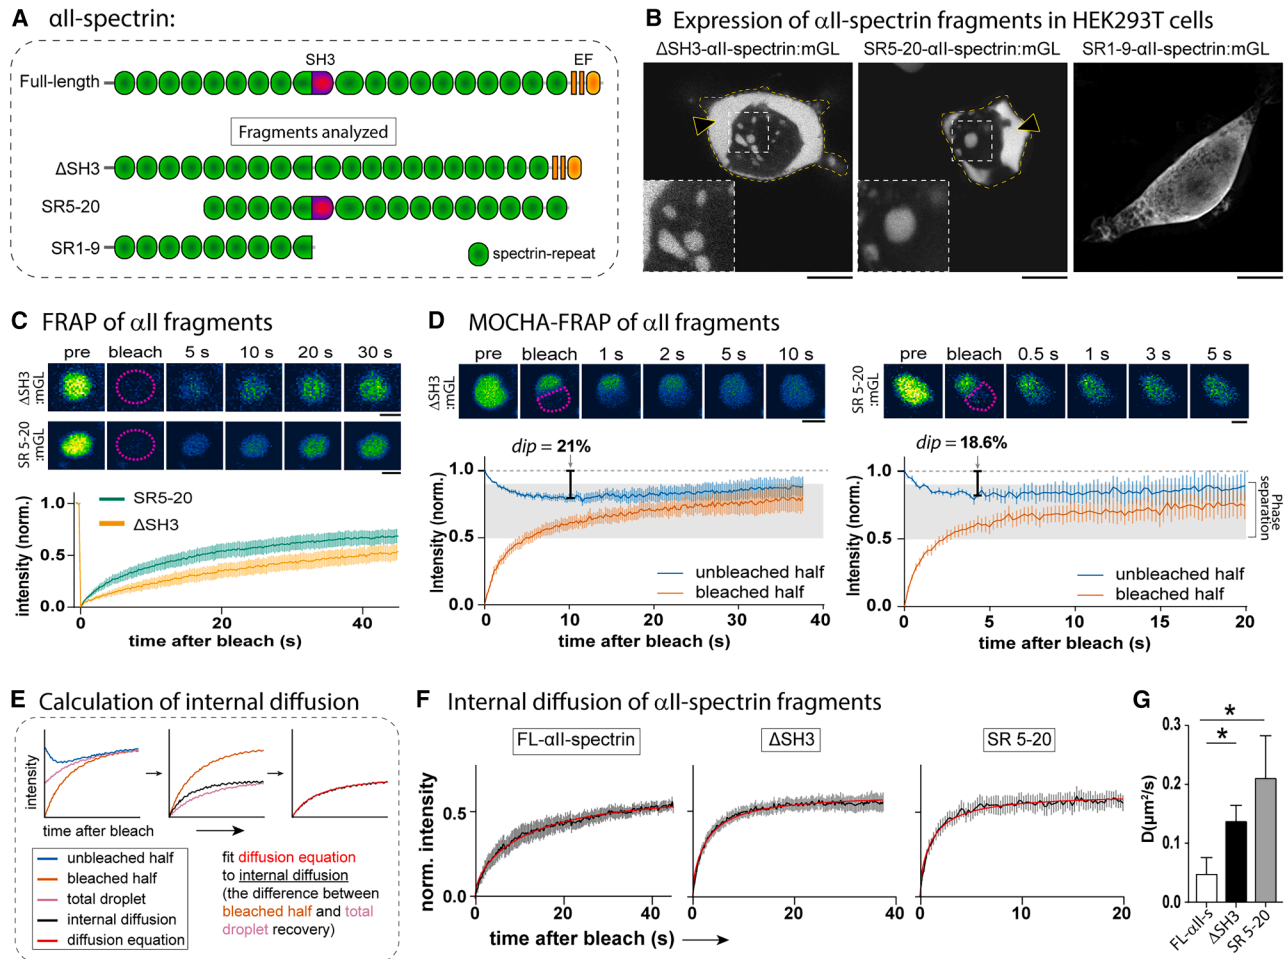 A αII-spectrin:
SH3
EF
Full-length
Fragments analyzed
ΔSH3
SR5-20
SR1-9
spectrin-repeat
B Expression of αII-spectrin fragments in HEK293T cells
ΔSH3-αII-spectrin:mGL SR5-20-αII-spectrin:mGL SR1-9-αII-spectrin:mGL
C FRAP of αII fragments
pre bleach 5 s 10 s 20 s 30 s
ΔSH3
:mGL
SR 5-20
:mGL
intensity (norm.)
1.0
0.5
0.0
SR5-20
ΔSH3
0 20 40
time after bleach (s)
D MOCHA-FRAP of αII fragments
pre bleach 1 s 2 s 5 s 10 s
ΔSH3
:mGL
dip = 21%
Intensity (norm.)
1.0
0.5
0.0
unbleached half
bleached half
0 10 20 30 40
time after bleach (s)
pre bleach 0.5 s 1 s 3 s 5 s
SR 5-20
:mGL
dip = 18.6%
Intensity (norm.)
1.0
0.5
0.0
Phase
separation
unbleached half
bleached half
0 5 10 15 20
time after bleach (s)
E Calculation of internal diffusion
intensity
time after bleach
unbleached half
bleached half
total droplet
internal diffusion
diffusion equation
fit diffusion equation
to internal diffusion
(the difference between
bleached half and total
droplet recovery)
F Internal diffusion of αII-spectrin fragments
FL-αII-spectrin
ΔSH3
SR 5-20
norm. intensity
0.5
0.0
0 20 40
0 20 40
0 10 20
0.5
0
time after bleach (s)
G
D(μm²/s)
0.3
0.2
0.1
0
*
*
FL-αII-s
ΔSH3
SR 5-20